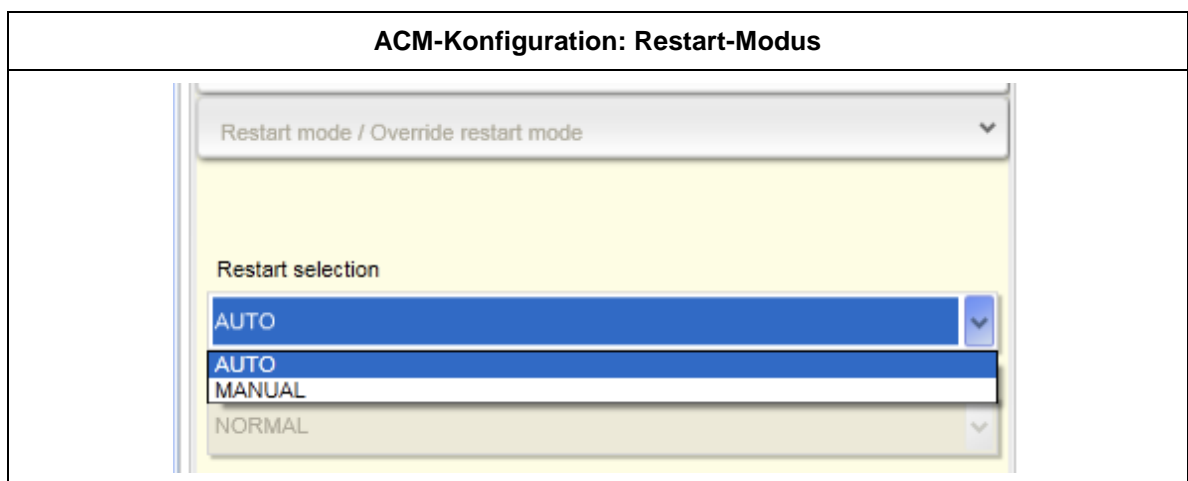 ACM-Konfiguration: Restart-Modus
Restart mode / Override restart mode
Restart selection
AUTO
AUTO
MANUAL
NORMAL